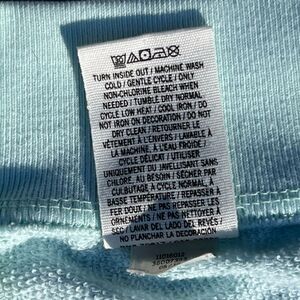 TURN INSIDE OUT / MACHINE WASH
COLD / GENTLE CYCLE / ONLY
NON-CHLORINE BLEACH WHEN
NEEDED / TUMBLE DRY NORMAL
CYCLE LOW HEAT / COOL IRON / DO
NOT IRON ON DECORATION / DO NOT
DRY CLEAN / RETOURNER LE
VÊTEMENT À L'ENVERS / LAVABLE À
LA MACHINE, À L'EAU FROIDE /
CYCLE DÉLICAT / UTILISER
UNIQUEMENT DU JAVELLISANT SANS
CHLORE AU BESOIN / SÉCHER PAR
CULBUTAGE À CYCLE NORMAL, À
BASSE TEMPÉRATURE / REPASSER À
FER DOUX / NE PAS REPASSER LES
ORNEMENTS / NE PAS NETTOYER À
SEC / LAVAR DEL LADO DEL REVÉS /
NO PLANCHAR LA DECORACIÓN